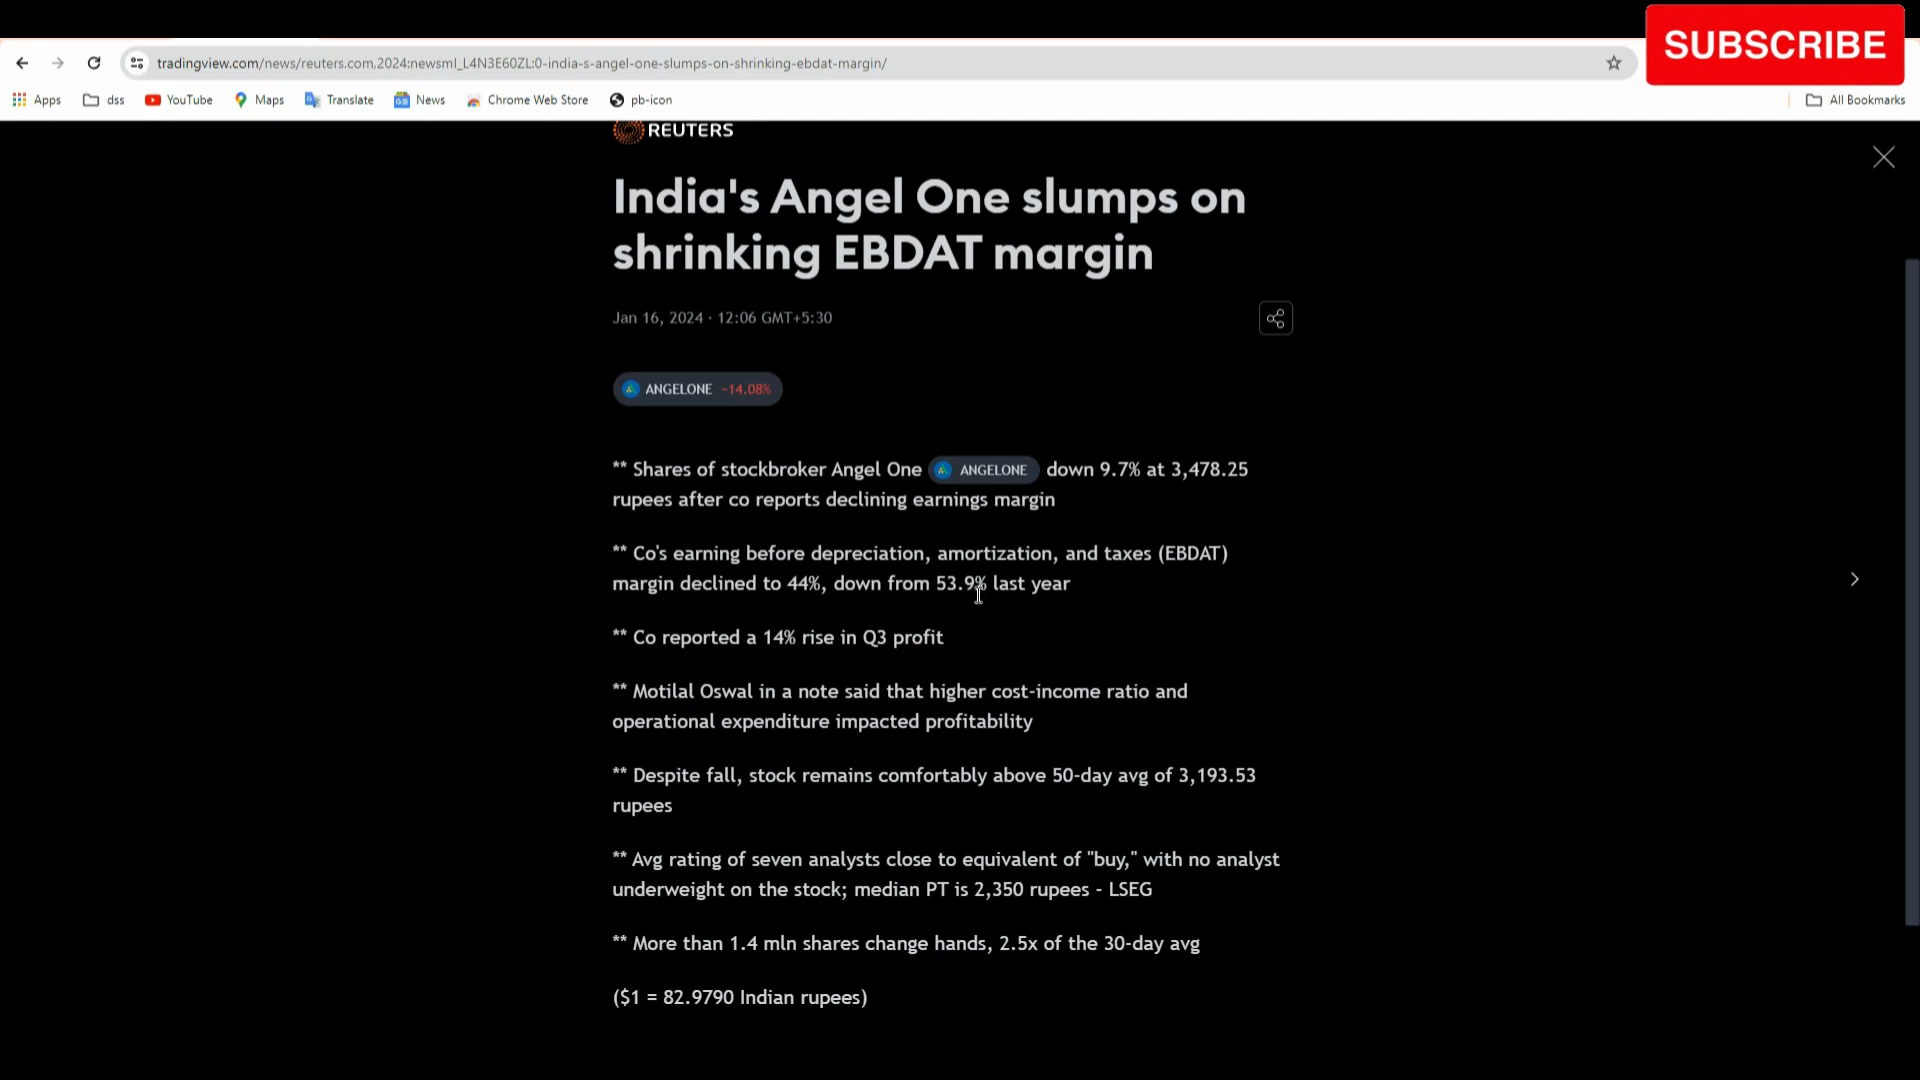 SUBSCRIBE
tradingview.com/news/reuters.com,2024:newsml_L4N3E60ZL:0-india-s-angel-one-slumps-on-shrinking-ebdat-margin/
Apps dss YouTube Maps Translate News Chrome Web Store pb-icon All Bookmarks
REUTERS
India's Angel One slumps on
shrinking EBDAT margin
Jan 16, 2024 · 12:06 GMT+5:30
ANGELONE −14.08%
** Shares of stockbroker Angel One ANGELONE down 9.7% at 3,478.25
rupees after co reports declining earnings margin
** Co's earning before depreciation, amortization, and taxes (EBDAT)
margin declined to 44%, down from 53.9% last year
** Co reported a 14% rise in Q3 profit
** Motilal Oswal in a note said that higher cost-income ratio and
operational expenditure impacted profitability
** Despite fall, stock remains comfortably above 50-day avg of 3,193.53
rupees
** Avg rating of seven analysts close to equivalent of "buy," with no analyst
underweight on the stock; median PT is 2,350 rupees - LSEG
** More than 1.4 mln shares change hands, 2.5x of the 30-day avg
($1 = 82.9790 Indian rupees)